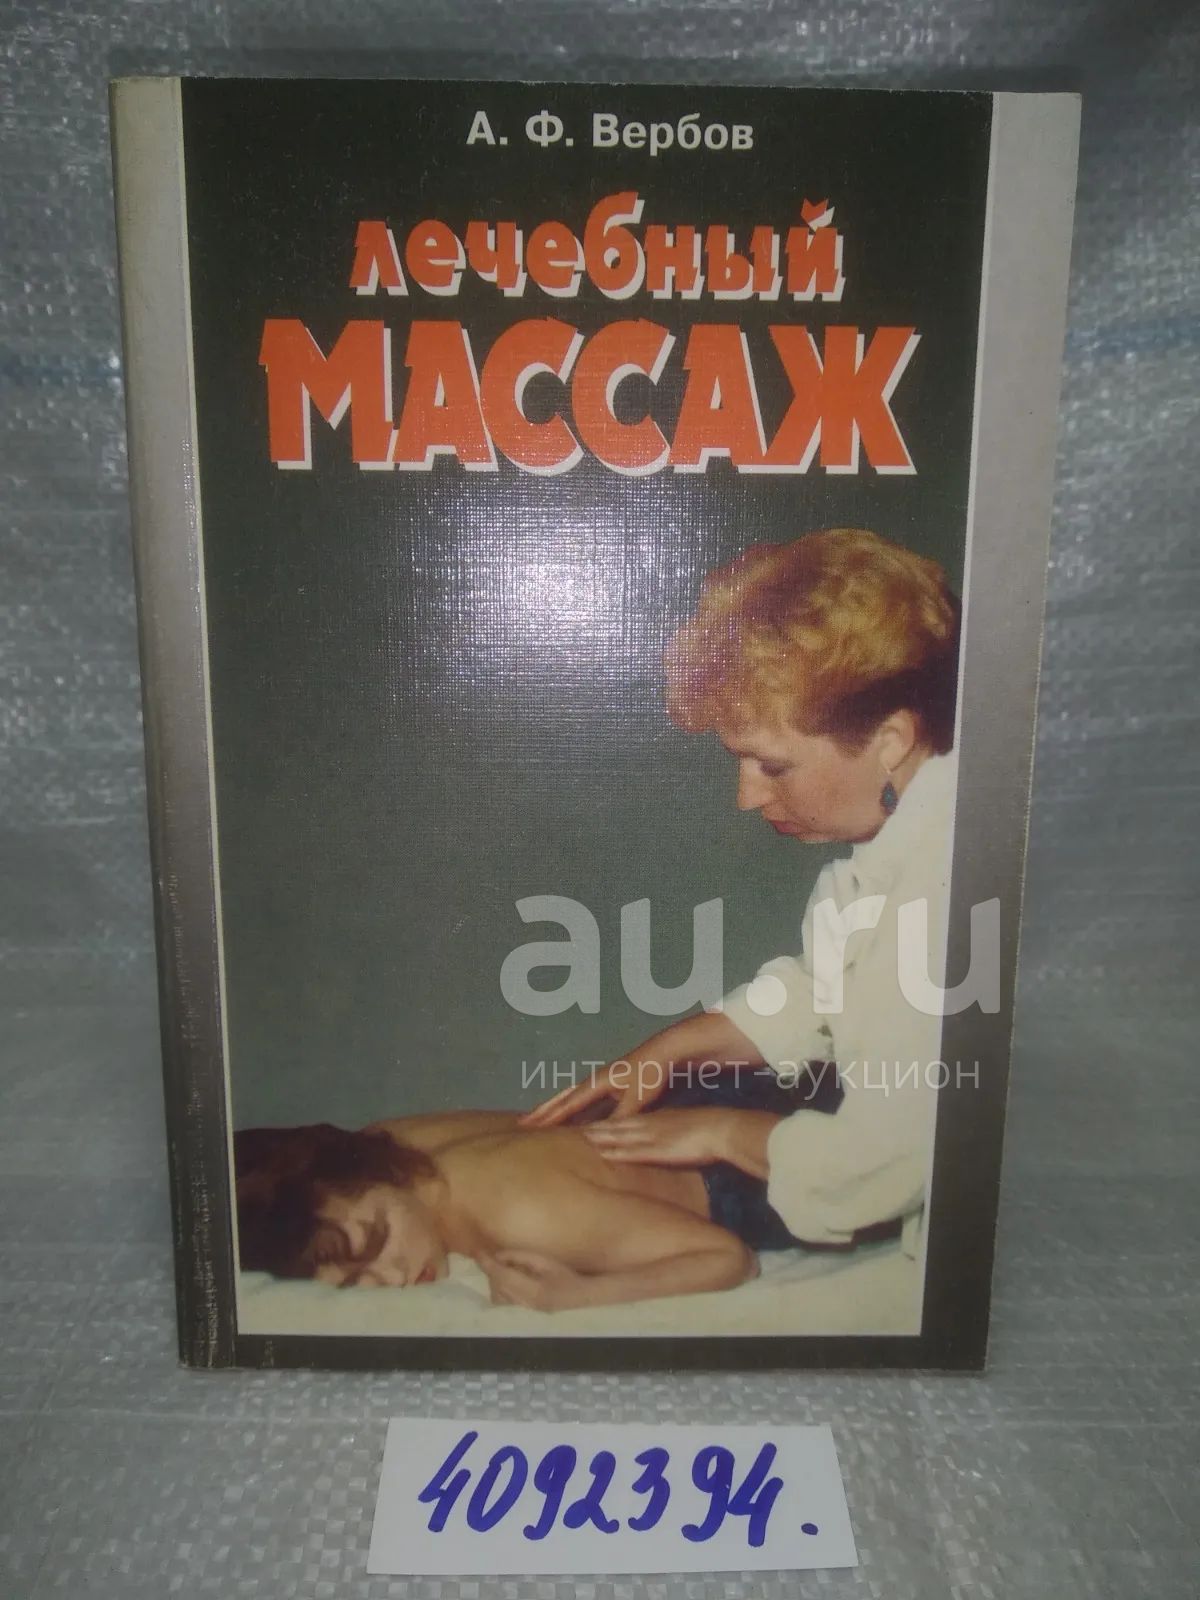 А. Ф. Вербов
лечебный
МАССАЖ
au.ru
интернет-аукцион
4092394.